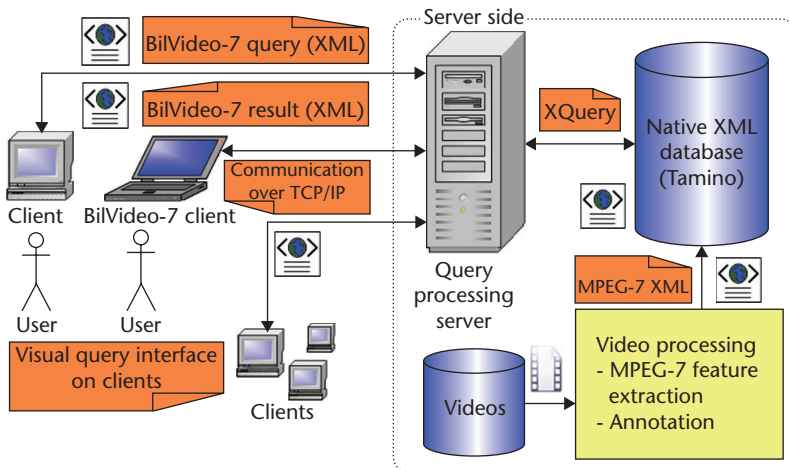 BilVideo-7 query (XML)
BilVideo-7 result (XML)
Client
BilVideo-7 client
Communication
over TCP/IP
User
User
Visual query interface
on clients
Clients
Server side
Query
processing
server
XQuery
Native XML
database
(Tamino)
MPEG-7 XML
Videos
Video processing
- MPEG-7 feature
extraction
- Annotation